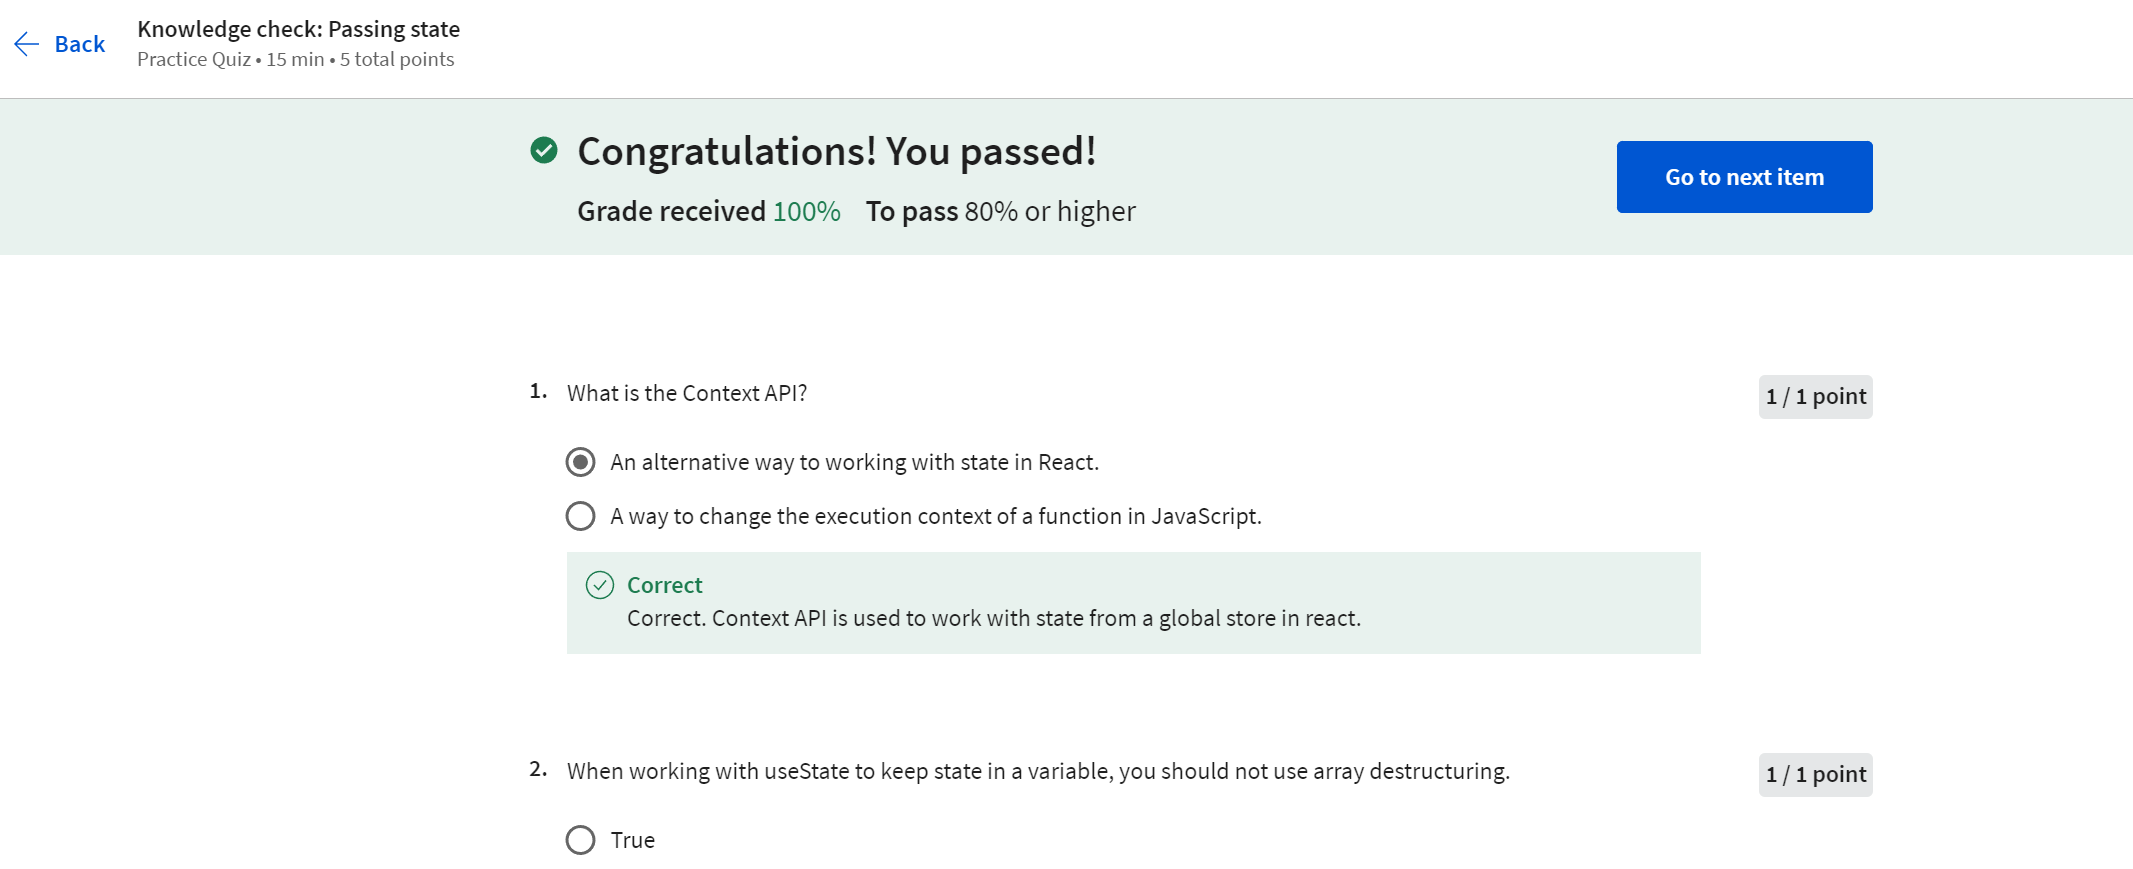 Back
Knowledge check: Passing state
Practice Quiz • 15 min • 5 total points
Congratulations! You passed!
Grade received 100% To pass 80% or higher
Go to next item
1. What is the Context API?
1 / 1 point
An alternative way to working with state in React.
A way to change the execution context of a function in JavaScript.
Correct
Correct. Context API is used to work with state from a global store in react.
2. When working with useState to keep state in a variable, you should not use array destructuring.
1 / 1 point
True